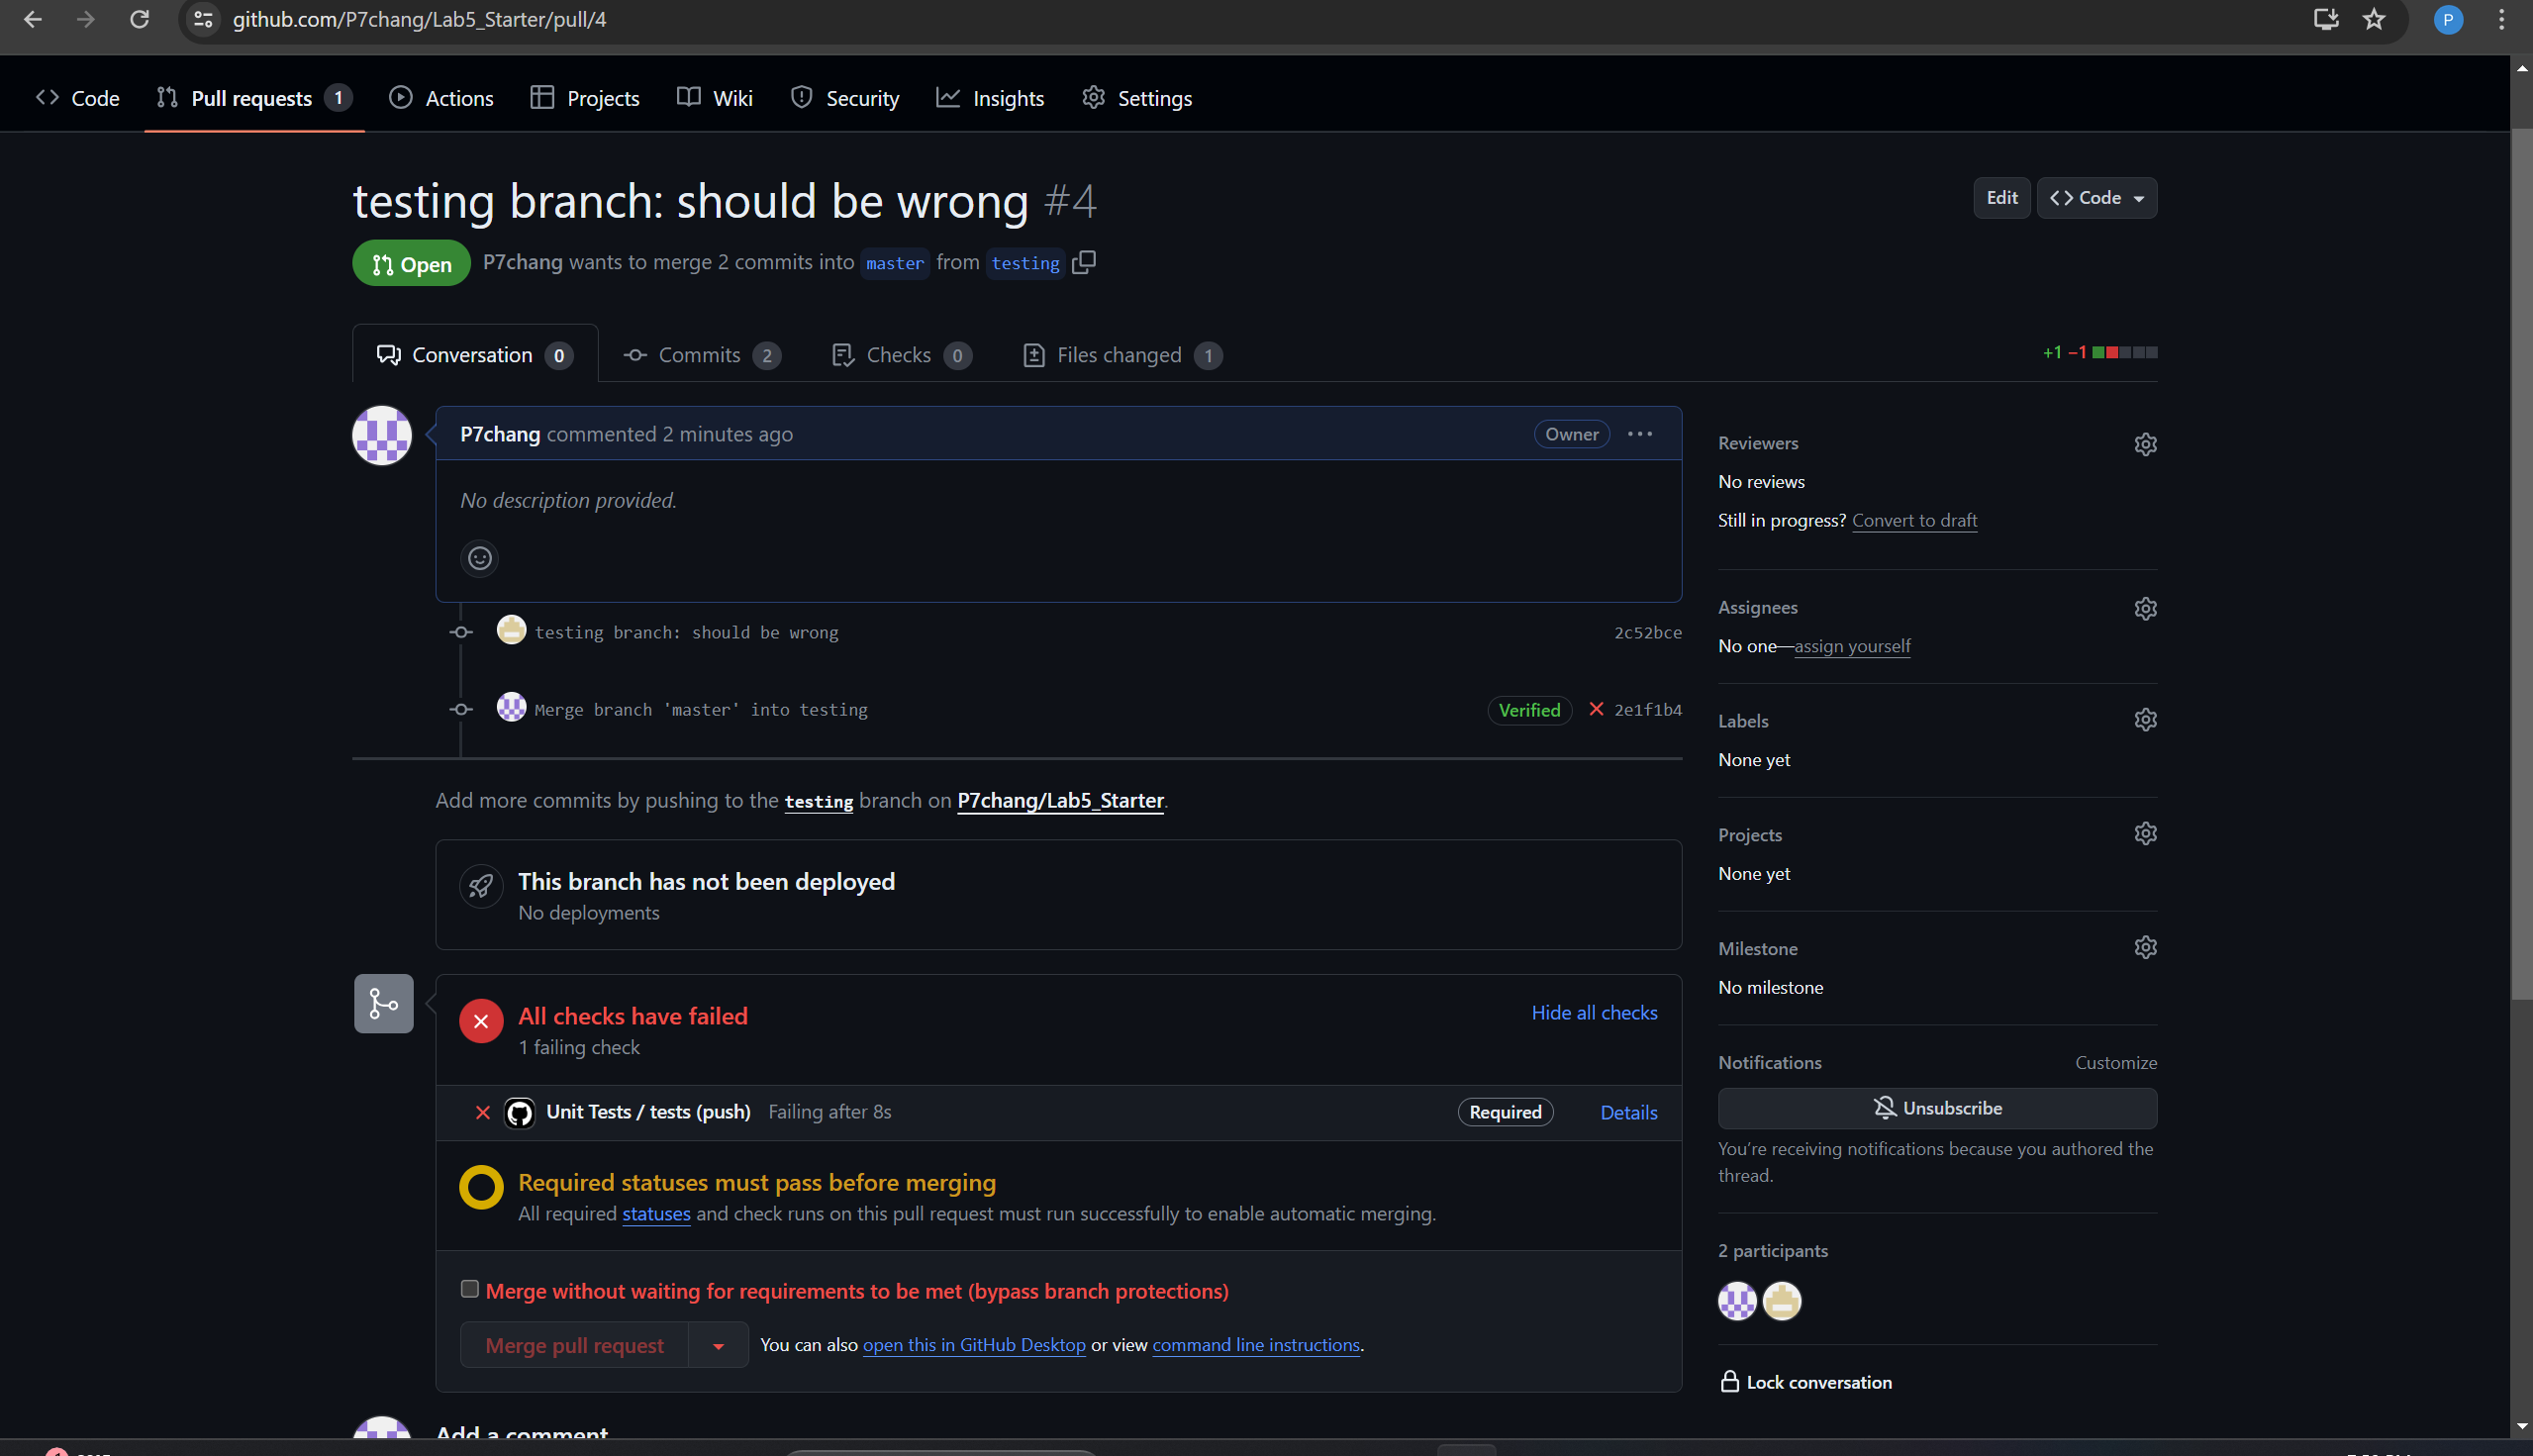 github.com/P7chang/Lab5_Starter/pull/4
P
Code
Pull requests 1
Actions
Projects
Wiki
Security
Insights
Settings
testing branch: should be wrong #4
Edit
Code
Open
P7chang wants to merge 2 commits into master from testing
Conversation 0
Commits 2
Checks 0
Files changed 1
+1 −1
P7chang commented 2 minutes ago
Owner
No description provided.
testing branch: should be wrong
2c52bce
Merge branch 'master' into testing
Verified
2e1f1b4
Add more commits by pushing to the testing branch on P7chang/Lab5_Starter.
This branch has not been deployed
No deployments
All checks have failed
1 failing check
Hide all checks
Unit Tests / tests (push) Failing after 8s
Required
Details
Required statuses must pass before merging
All required statuses and check runs on this pull request must run successfully to enable automatic merging.
Merge without waiting for requirements to be met (bypass branch protections)
Merge pull request
You can also open this in GitHub Desktop or view command line instructions.
Add a comment
Reviewers
No reviews
Still in progress? Convert to draft
Assignees
No one—assign yourself
Labels
None yet
Projects
None yet
Milestone
No milestone
Notifications
Customize
Unsubscribe
You're receiving notifications because you authored the
thread.
2 participants
Lock conversation